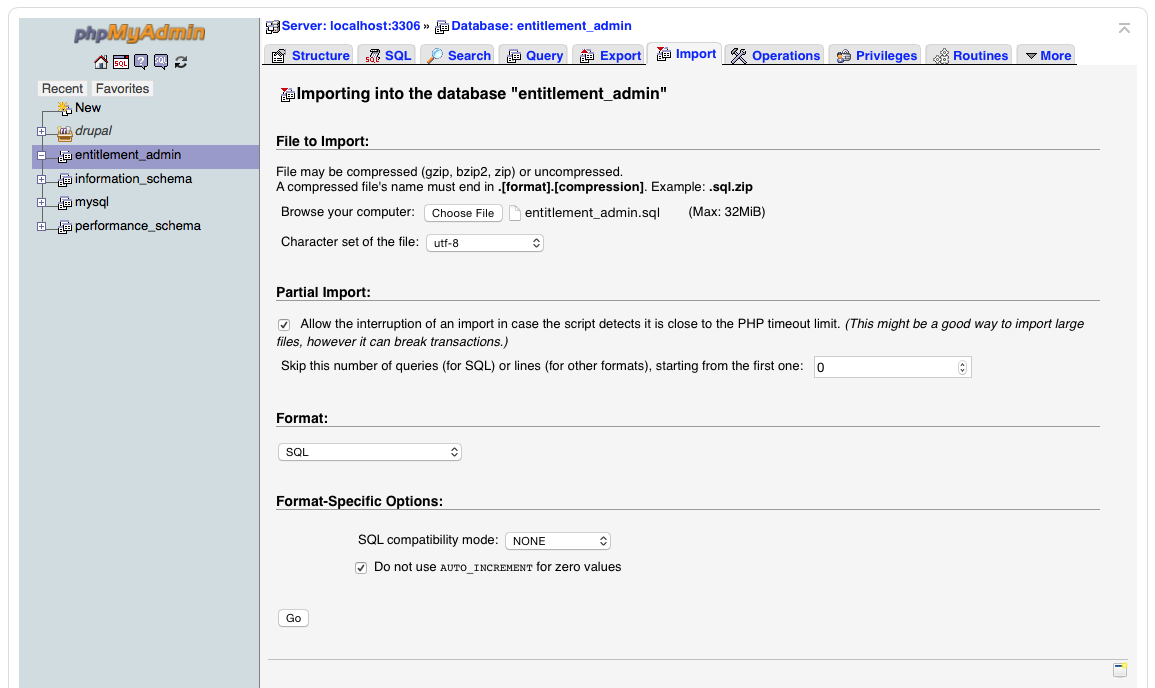 phpMyAdmin
Recent Favorites
New
drupal
entitlement_admin
information_schema
mysql
performance_schema
Server: localhost:3306 » Database: entitlement_admin
Structure SQL Search Query Export Import Operations Privileges Routines More
Importing into the database "entitlement_admin"
File to Import:
File may be compressed (gzip, bzip2, zip) or uncompressed.
A compressed file's name must end in .[format].[compression]. Example: .sql.zip
Browse your computer: Choose File entitlement_admin.sql (Max: 32MiB)
Character set of the file: utf-8
Partial Import:
Allow the interruption of an import in case the script detects it is close to the PHP timeout limit. (This might be a good way to import large
files, however it can break transactions.)
Skip this number of queries (for SQL) or lines (for other formats), starting from the first one: 0
Format:
SQL
Format-Specific Options:
SQL compatibility mode: NONE
Do not use AUTO_INCREMENT for zero values
Go